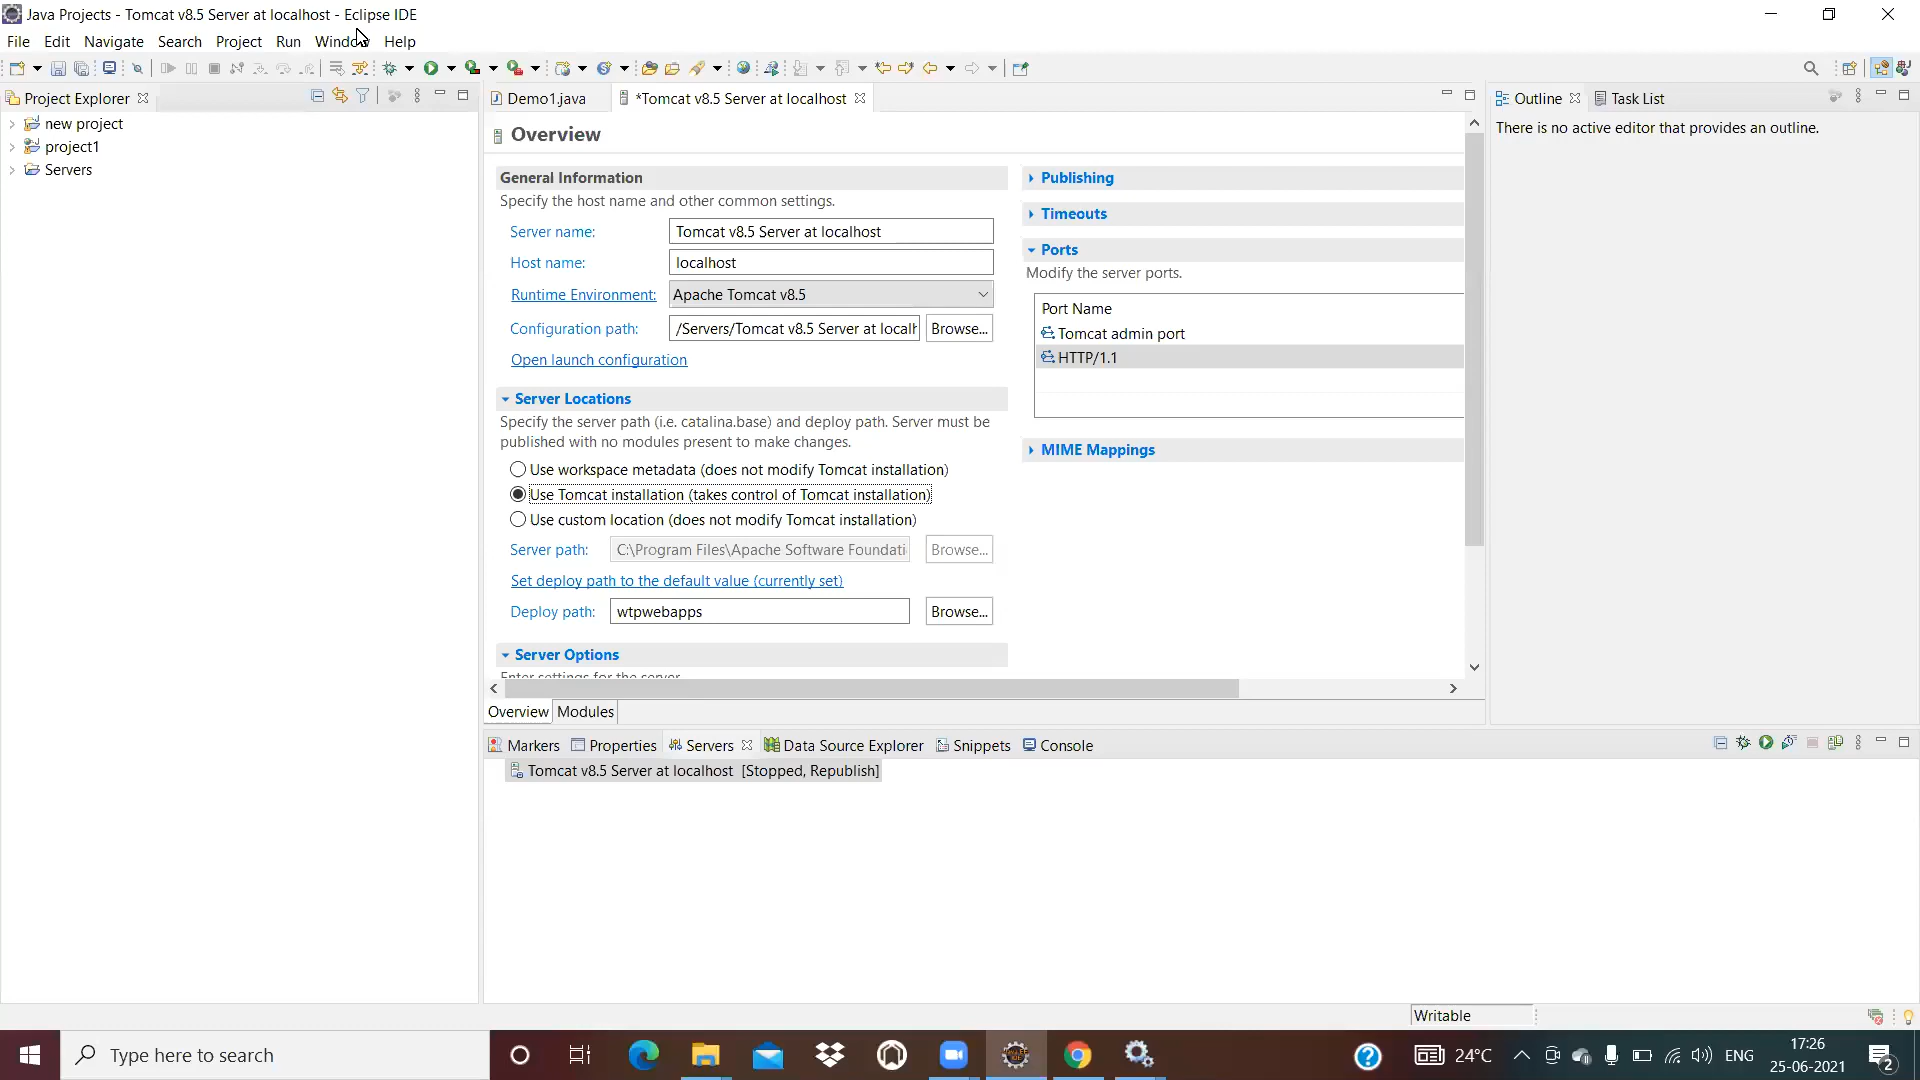 Java Projects - Tomcat v8.5 Server at localhost - Eclipse IDE
File Edit Navigate Search Project Run Window Help
Project Explorer
new project
project1
Servers
Demo1.java
*Tomcat v8.5 Server at localhost
Overview
General Information
Specify the host name and other common settings.
Server name: Tomcat v8.5 Server at localhost
Host name: localhost
Runtime Environment: Apache Tomcat v8.5
Configuration path: /Servers/Tomcat v8.5 Server at localh Browse...
Open launch configuration
Server Locations
Specify the server path (i.e. catalina.base) and deploy path. Server must be
published with no modules present to make changes.
Use workspace metadata (does not modify Tomcat installation)
Use Tomcat installation (takes control of Tomcat installation)
Use custom location (does not modify Tomcat installation)
Server path: C:\Program Files\Apache Software Foundati Browse...
Set deploy path to the default value (currently set)
Deploy path: wtpwebapps Browse...
Server Options
Enter settings for the server.
Publishing
Timeouts
Ports
Modify the server ports.
Port Name
Tomcat admin port
HTTP/1.1
MIME Mappings
Overview Modules
Outline Task List
There is no active editor that provides an outline.
Markers Properties Servers Data Source Explorer Snippets Console
Tomcat v8.5 Server at localhost [Stopped, Republish]
Writable
Type here to search
24°C
ENG
17:26
25-06-2021
2